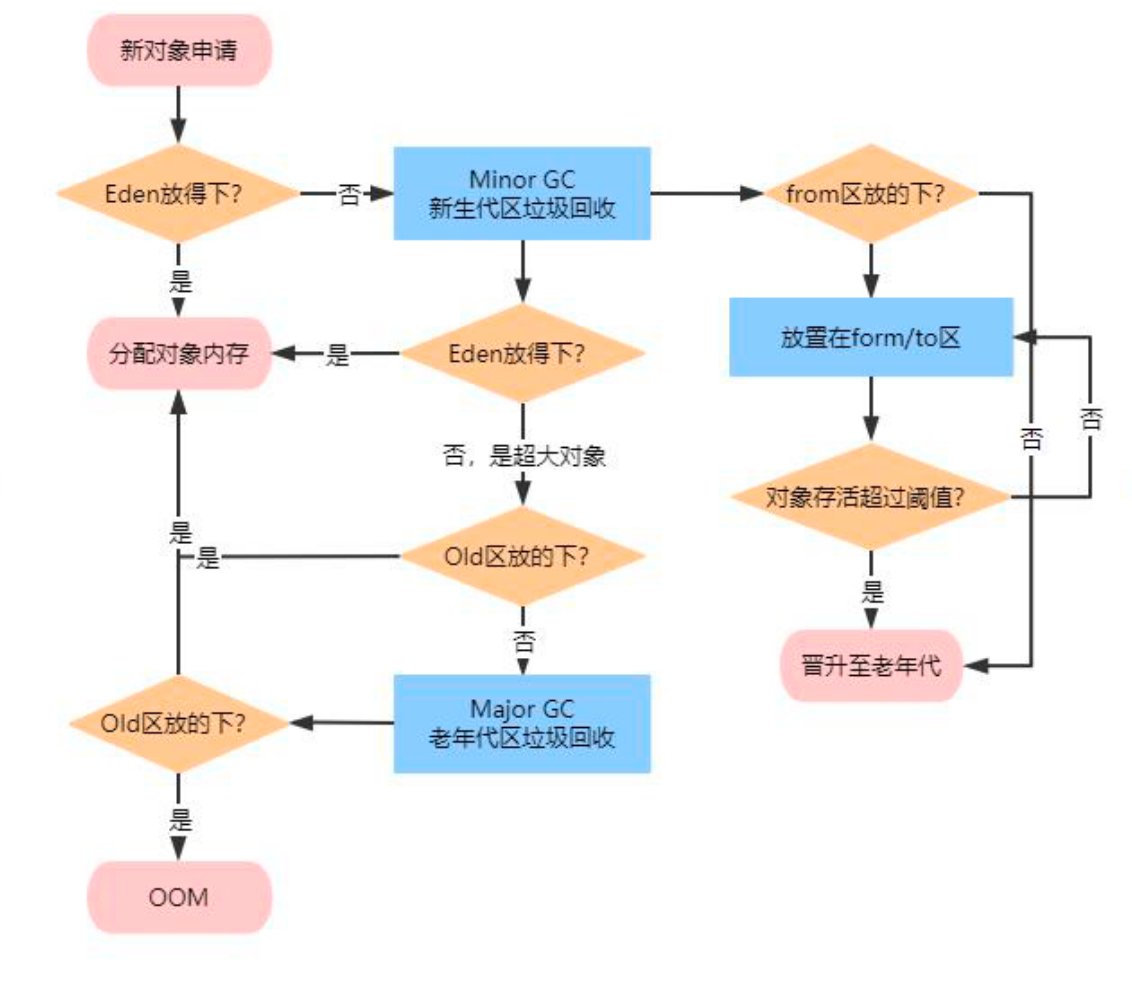 新对象申请
Eden放得下？
否
Minor GC
新生代区垃圾回收
from区放的下？
是
分配对象内存
是
Eden放得下？
放置在form/to区
否
否
否，是超大对象
对象存活超过阈值？
是
是
Old区放的下？
是
否
晋升至老年代
Old区放的下？
Major GC
老年代区垃圾回收
是
OOM